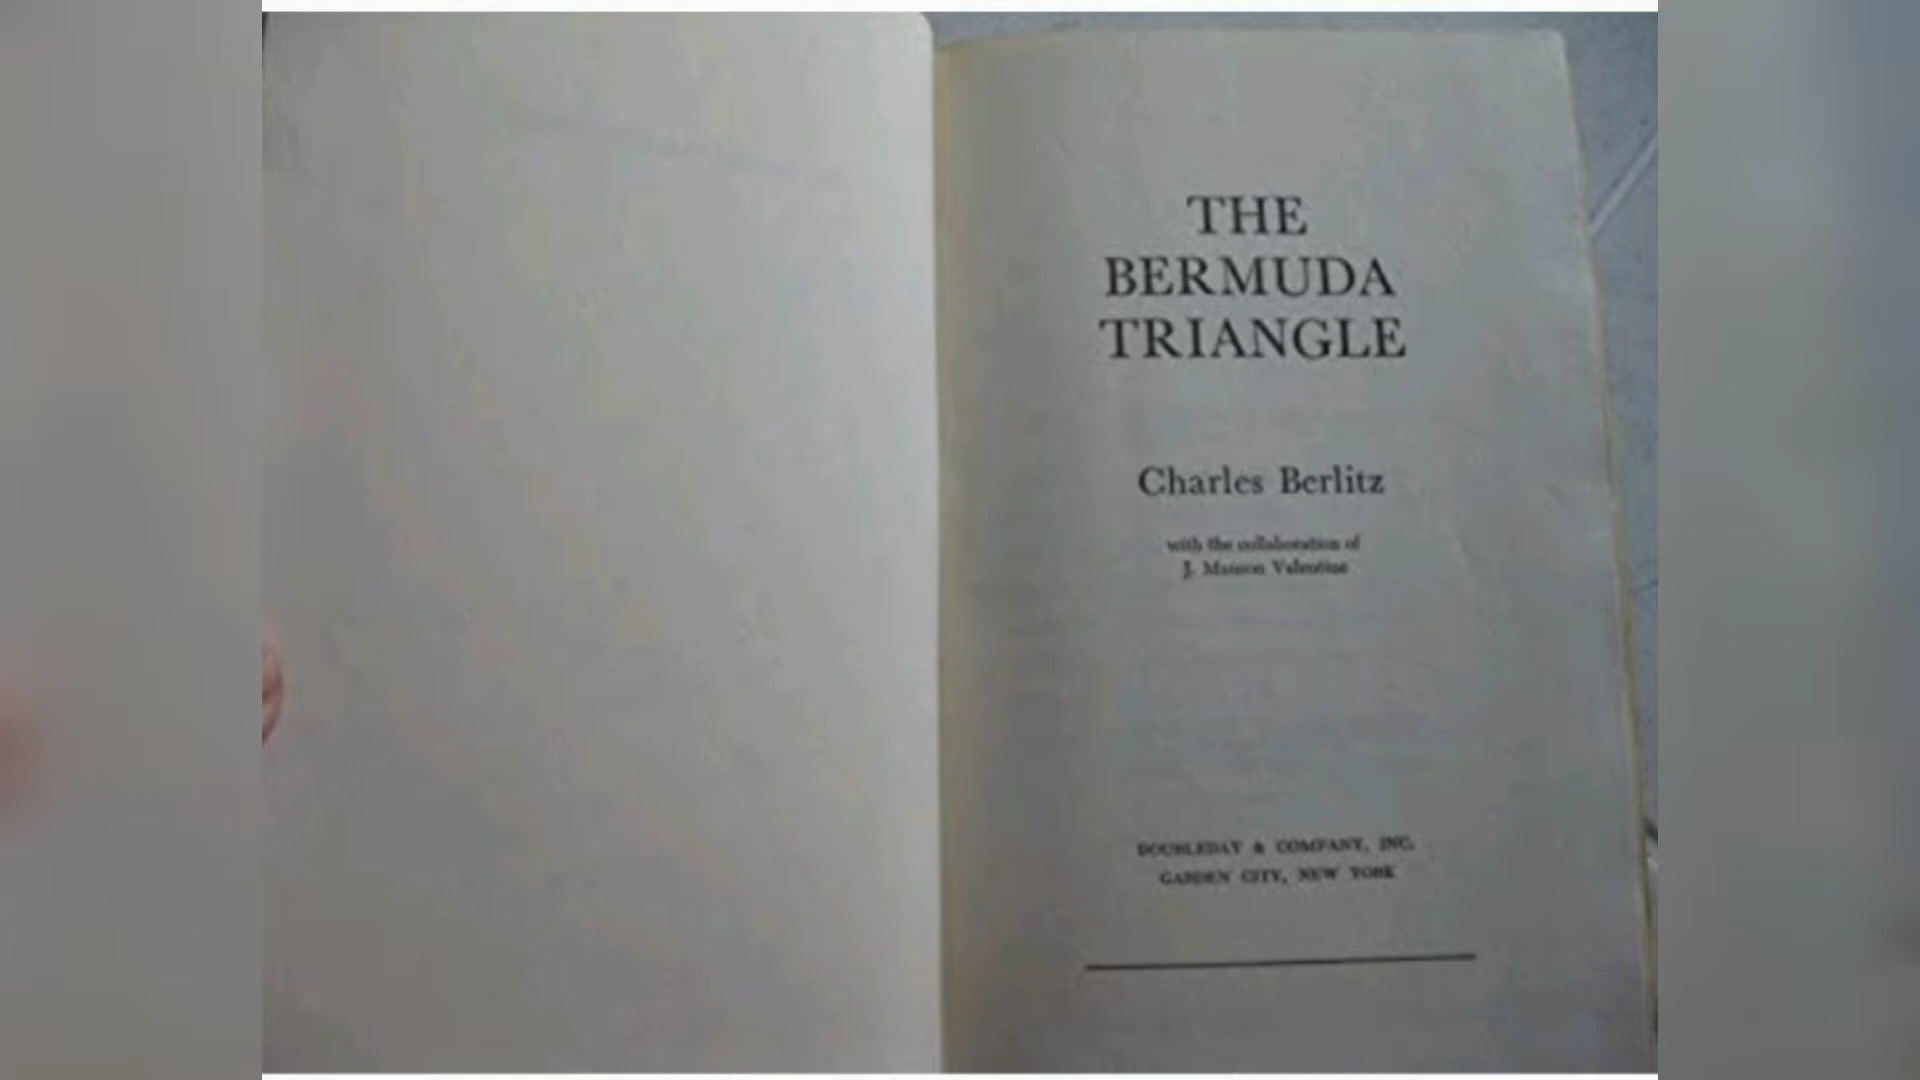 THE
BERMUDA
TRIANGLE
Charles Berlitz
with the collaboration of
J. Manson Valentine
DOUBLEDAY & COMPANY, INC.
GARDEN CITY, NEW YORK